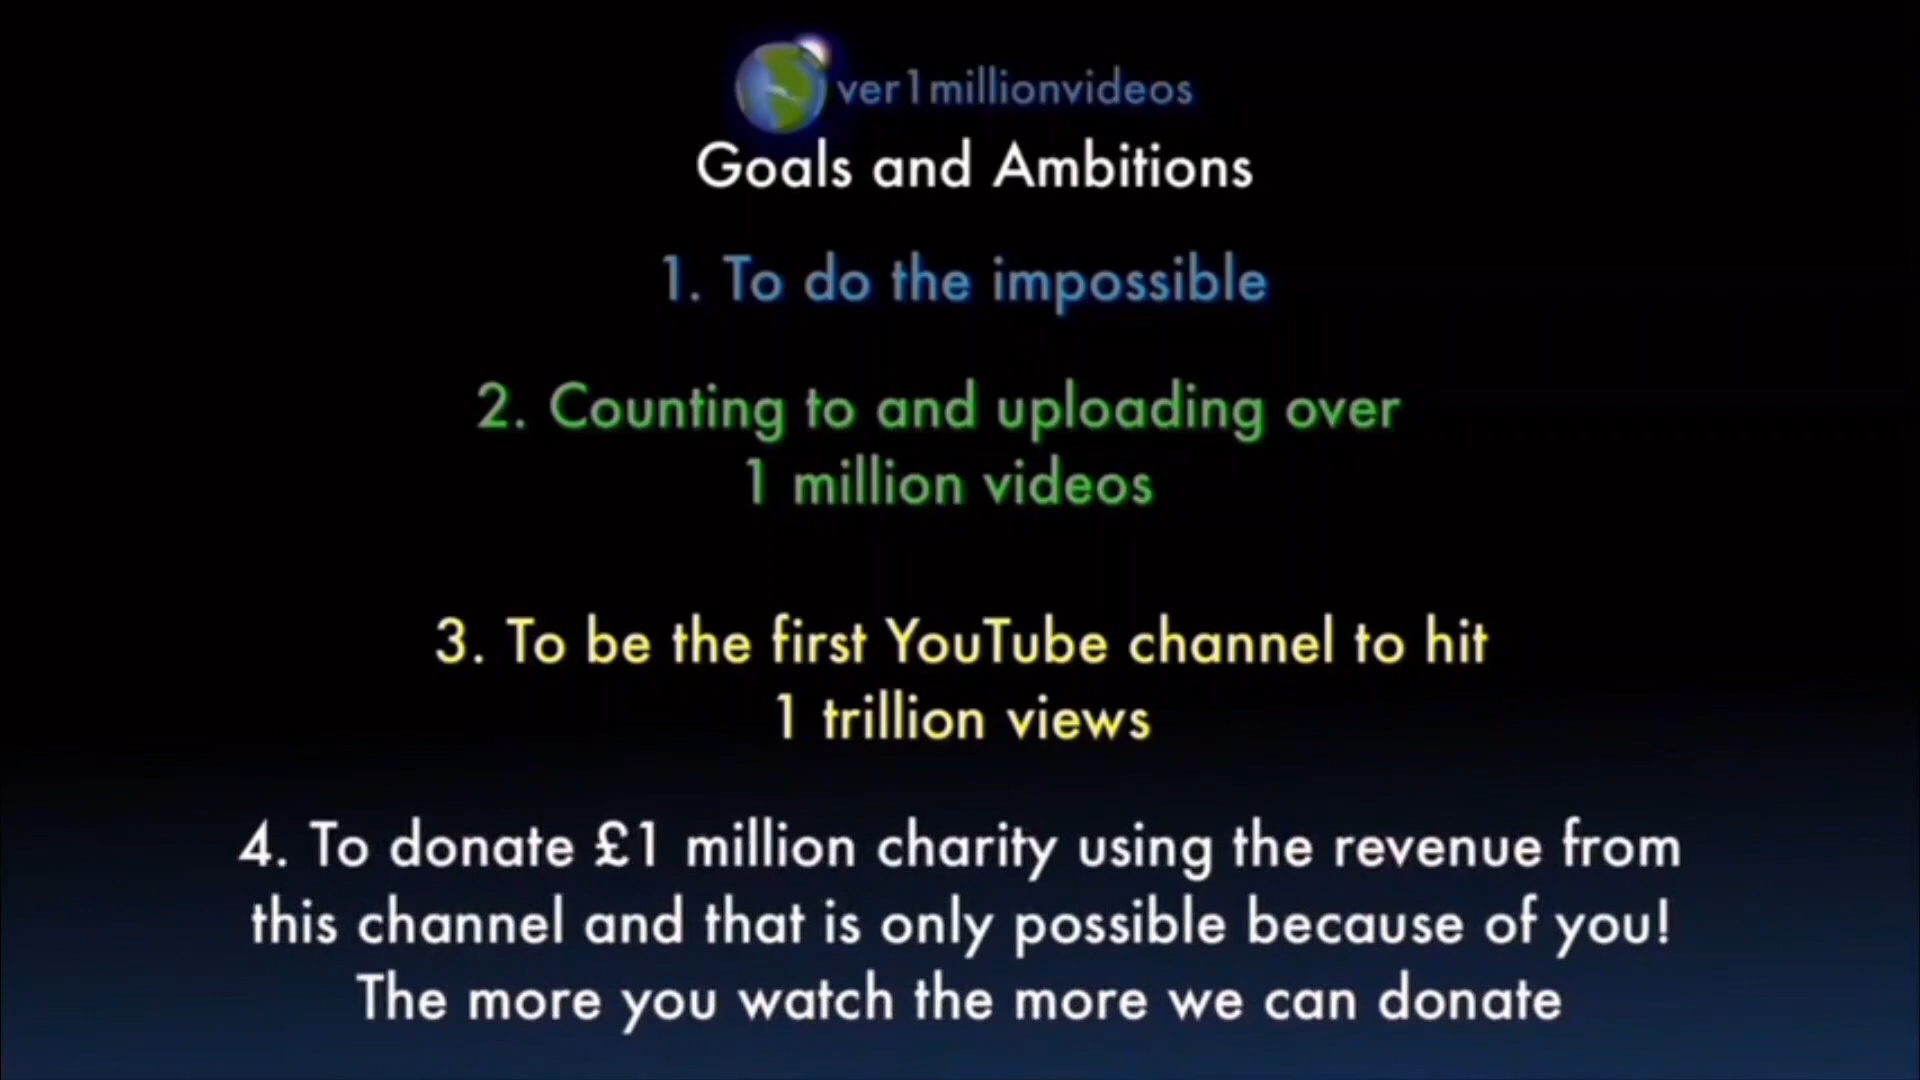 ver1millionvideos
Goals and Ambitions
1. To do the impossible
2. Counting to and uploading over
1 million videos
3. To be the first YouTube channel to hit
1 trillion views
4. To donate £1 million charity using the revenue from
this channel and that is only possible because of you!
The more you watch the more we can donate